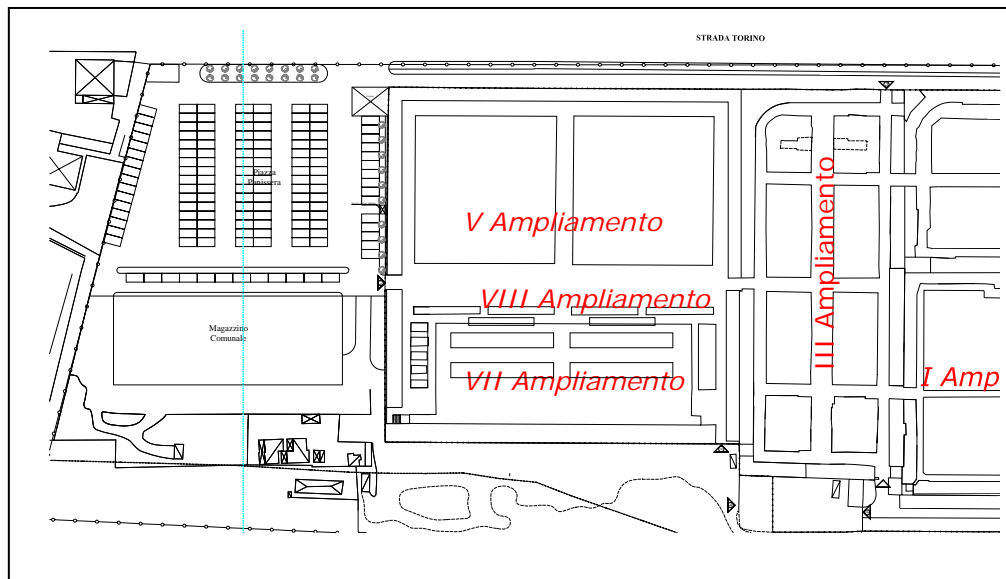 STRADA TORINO
Piazza
Panissera
V Ampliamento
III Ampliamento
VIII Ampliamento
Magazzino
Comunale
VII Ampliamento
I Amp